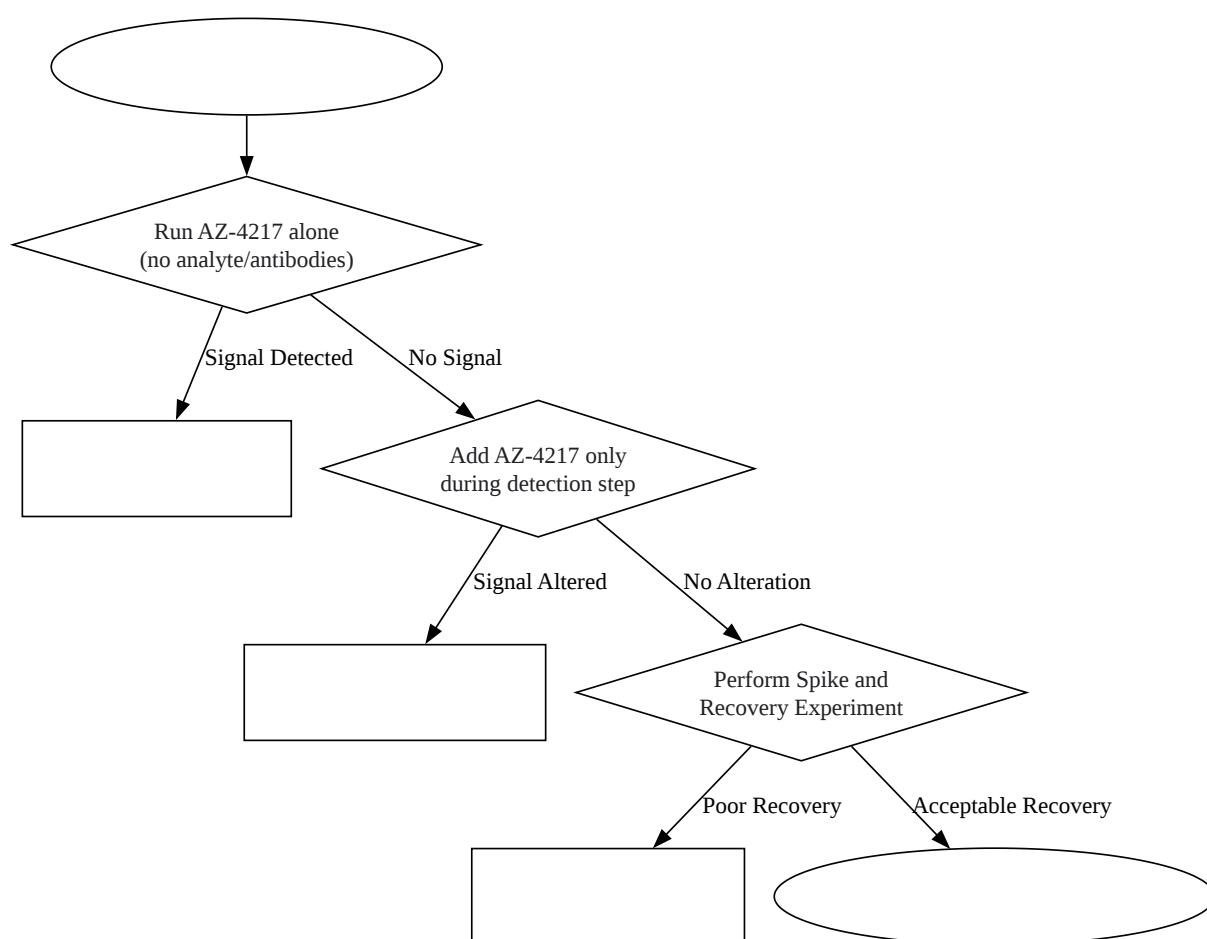 Run AZ-4217 alone
(no analyte/antibodies)
Signal Detected
No Signal
Add AZ-4217 only
during detection step
Signal Altered
No Alteration
Perform Spike and
Recovery Experiment
Poor Recovery
Acceptable Recovery